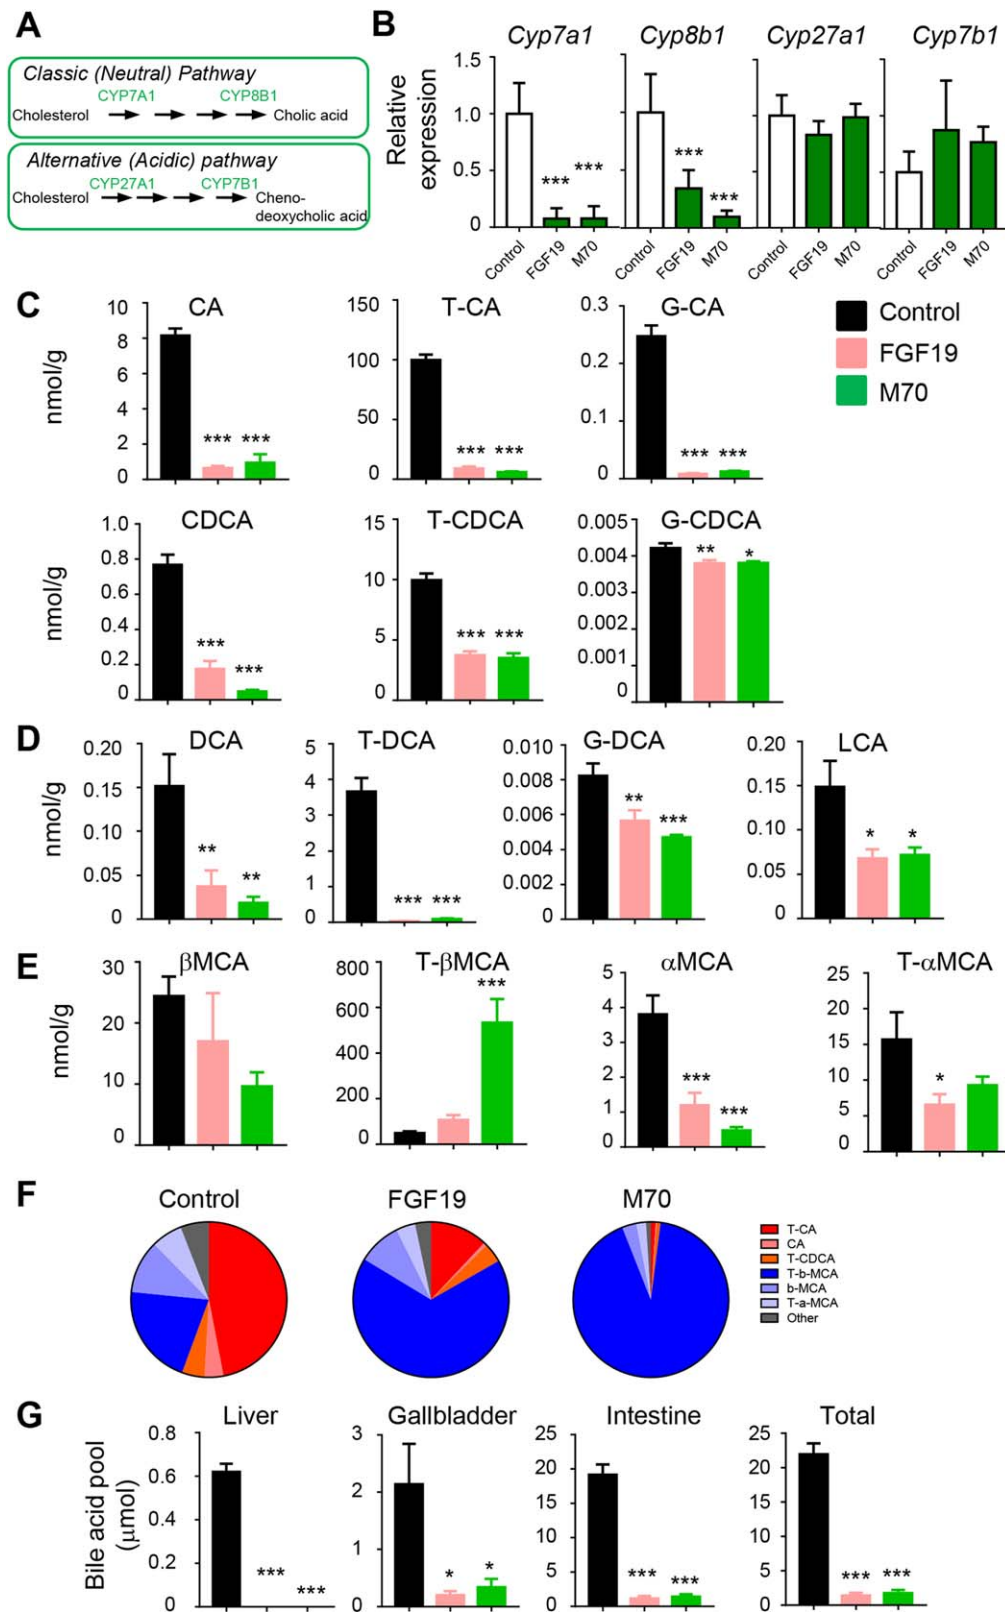 A
Classic (Neutral) Pathway
CYP7A1 CYP8B1
Cholesterol Cholic acid
Alternative (Acidic) pathway
CYP27A1 CYP7B1
Cholesterol Cheno-
deoxycholic acid
B
Cyp7a1 Cyp8b1 Cyp27a1 Cyp7b1
Relative
expression
1.5
1.0
0.5
0
*** ***
*** ***
Control FGF19 M70 Control FGF19 M70 Control FGF19 M70 Control FGF19 M70
C
CA T-CA G-CA
nmol/g
10
8
6
4
2
0
*** ***
150
100
50
0
*** ***
0.3
0.2
0.1
0
*** ***
Control
FGF19
M70
CDCA T-CDCA G-CDCA
nmol/g
1.0
0.8
0.6
0.4
0.2
0
*** ***
15
10
5
0
*** ***
0.005
0.004
0.003
0.002
0.001
0
** *
D
DCA T-DCA G-DCA LCA
nmol/g
0.20
0.15
0.10
0.05
0
** **
5
4
3
2
1
0
*** ***
0.010
0.008
0.006
0.004
0.002
0
** ***
0.20
0.15
0.10
0.05
0
* *
E
βMCA T-βMCA αMCA T-αMCA
nmol/g
30
20
10
0
800
600
400
200
0
***
5
4
3
2
1
0
*** ***
25
20
15
10
5
0
*
F
Control FGF19 M70
T-CA
CA
T-CDCA
T-b-MCA
b-MCA
T-a-MCA
Other
G
Liver Gallbladder Intestine Total
Bile acid pool
(μmol)
0.8
0.6
0.4
0.2
0
*** ***
3
2
1
0
* *
25
20
15
10
5
0
*** ***
25
20
15
10
5
0
*** ***